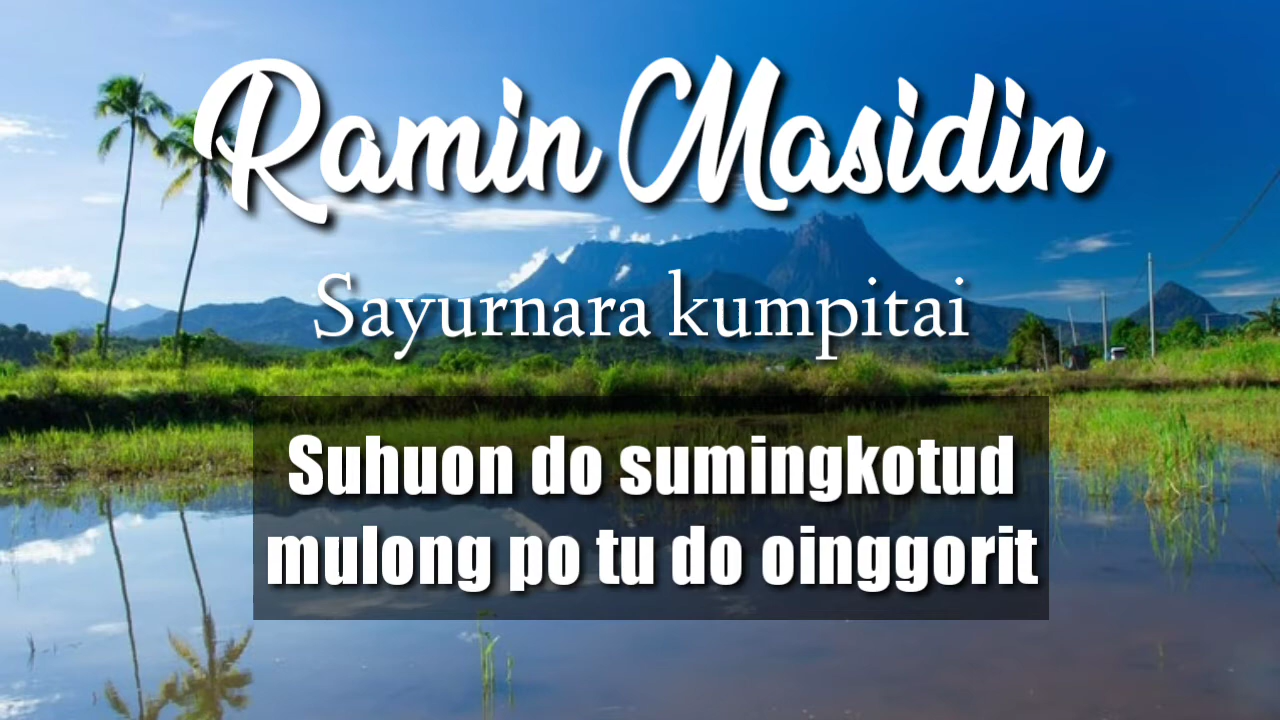 Ramin Masidin
Sayurnara kumpitai
Suhuon do sumingkotud
mulong po tu do oinggorit